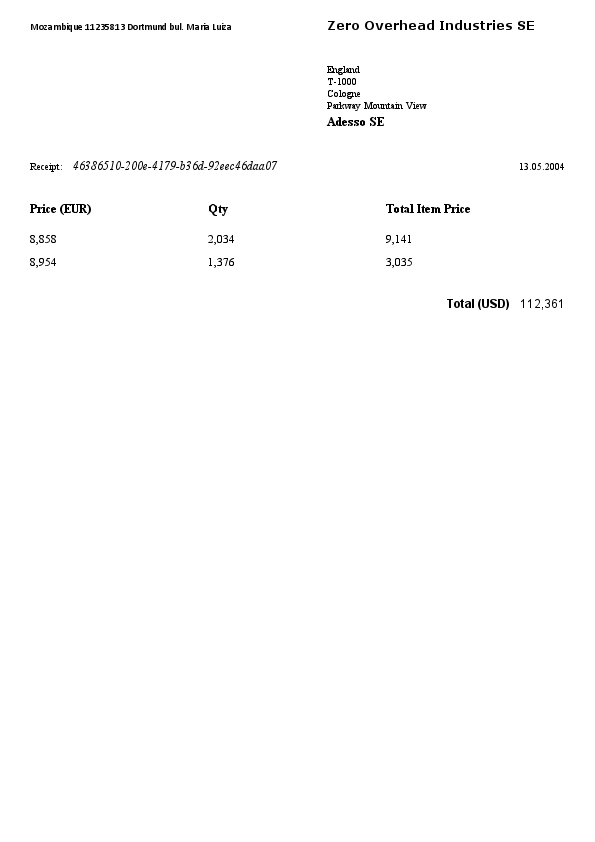 Mozambique 11235813 Dortmund bul. Maria Luiza
Zero Overhead Industries SE
England
T-1000
Cologne
Parkway Mountain View
Adesso SE
Receipt: 46386510-200e-4179-b36d-92eec46daa07 13.05.2004
Price (EUR) Qty Total Item Price
8,858 2,034 9,141
8,954 1,376 3,035
Total (USD) 112,361